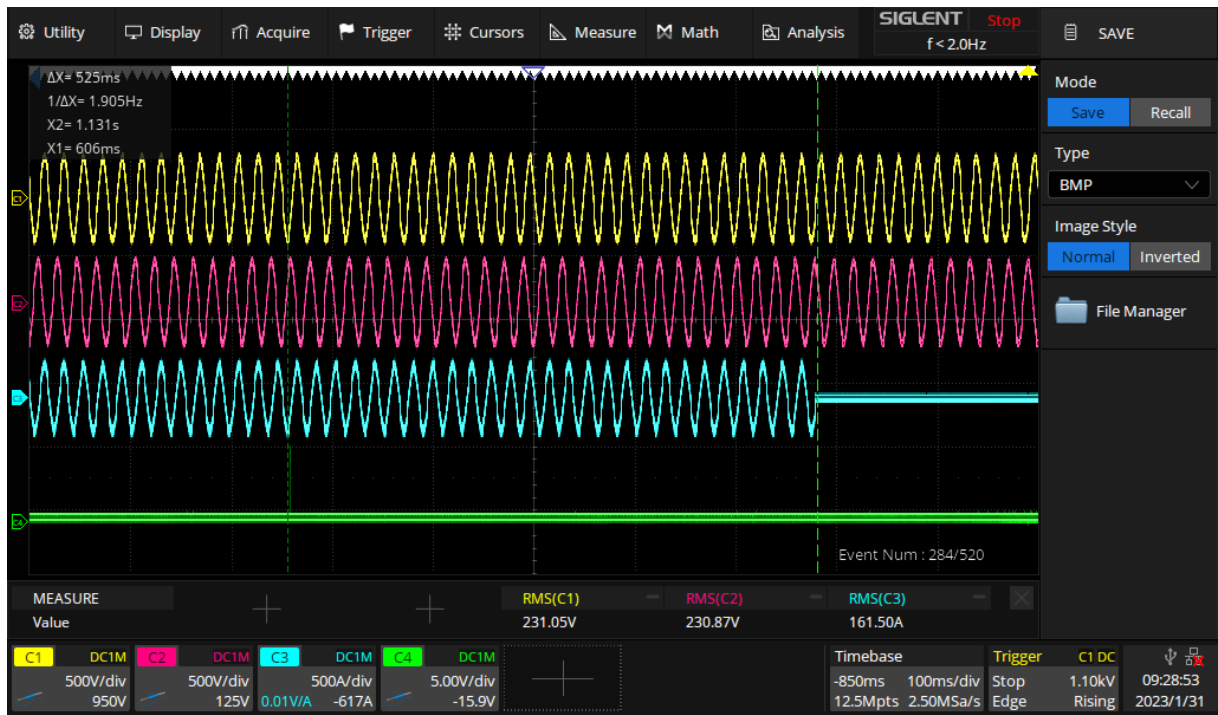 Utility Display Acquire Trigger Cursors Measure Math Analysis SIGLENT Stop SAVE
f < 2.0Hz
ΔX= 525ms
1/ΔX= 1.905Hz
X2= 1.131s
X1= 606ms
Mode
Save Recall
Type
BMP
Image Style
Normal Inverted
File Manager
C1
C2
C3
C4
Event Num : 284/520
MEASURE RMS(C1) RMS(C2) RMS(C3)
Value 231.05V 230.87V 161.50A
C1 DC1M C2 DC1M C3 DC1M C4 DC1M Timebase Trigger C1 DC
500V/div 500V/div 500A/div 5.00V/div -850ms 100ms/div Stop 1.10kV 09:28:53
950V 125V 0.01V/A -617A -15.9V 12.5Mpts 2.50MSa/s Edge Rising 2023/1/31